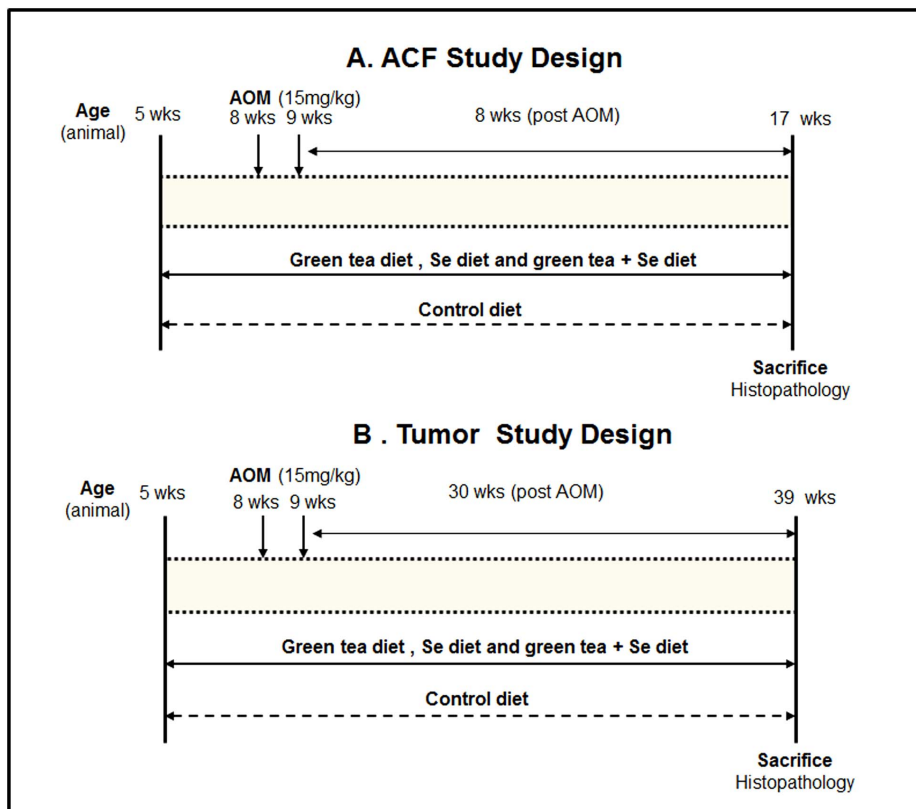 A. ACF Study Design
Age
(animal)
5 wks
AOM (15mg/kg)
8 wks 9 wks
8 wks (post AOM)
17 wks
Green tea diet , Se diet and green tea + Se diet
Control diet
Sacrifice
Histopathology
B . Tumor Study Design
Age
(animal)
5 wks
AOM (15mg/kg)
8 wks 9 wks
30 wks (post AOM)
39 wks
Green tea diet , Se diet and green tea + Se diet
Control diet
Sacrifice
Histopathology